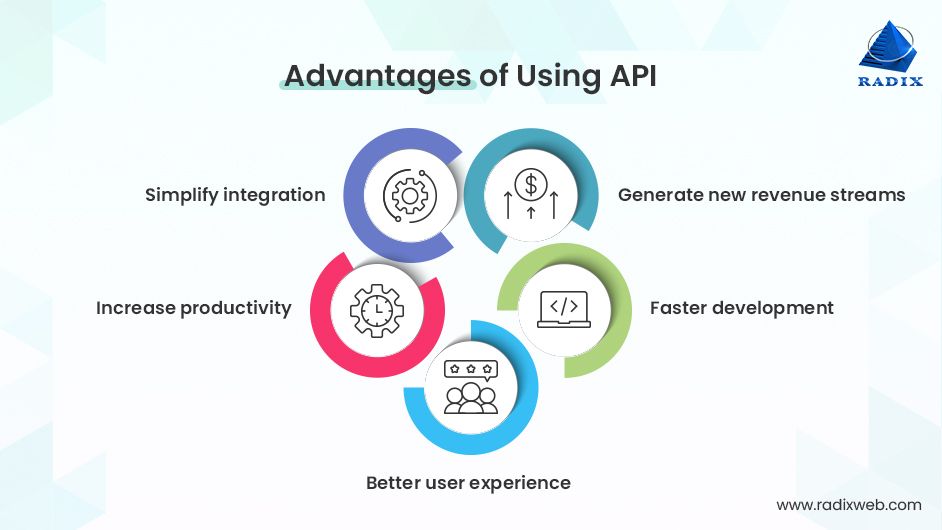 RADIX
Advantages of Using API
Simplify integration
Generate new revenue streams
Increase productivity
Faster development
Better user experience
www.radixweb.com